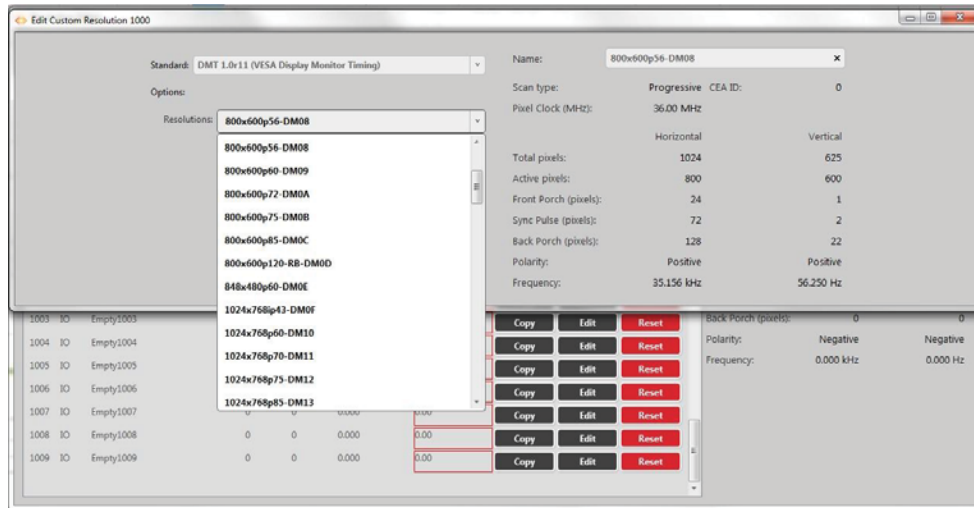 Edit Custom Resolution 1000
Standard: DMT 1.0r11 (VESA Display Monitor Timing)
Options:
Resolutions: 800x600p56-DM08
800x600p56-DM08
800x600p60-DM09
800x600p72-DM0A
800x600p75-DM0B
800x600p85-DM0C
800x600p120-RB-DM0D
848x480p60-DM0E
1024x768ip43-DM0F
1024x768p60-DM10
1024x768p70-DM11
1024x768p75-DM12
1024x768p85-DM13
Name: 800x600p56-DM08 x
Scan type: Progressive CEA ID: 0
Pixel Clock (MHz): 36.00 MHz
Horizontal Vertical
Total pixels: 1024 625
Active pixels: 800 600
Front Porch (pixels): 24 1
Sync Pulse (pixels): 72 2
Back Porch (pixels): 128 22
Polarity: Positive Positive
Frequency: 35.156 kHz 56.250 Hz
1003 IO Empty1003 Copy Edit Reset
1004 IO Empty1004 Copy Edit Reset
1005 IO Empty1005 Copy Edit Reset
1006 IO Empty1006 Copy Edit Reset
1007 IO Empty1007 0 0 0.000 0.00 Copy Edit Reset
1008 IO Empty1008 0 0 0.000 0.00 Copy Edit Reset
1009 IO Empty1009 0 0 0.000 0.00 Copy Edit Reset
Back Porch (pixels): 0 0
Polarity: Negative Negative
Frequency: 0.000 kHz 0.000 Hz